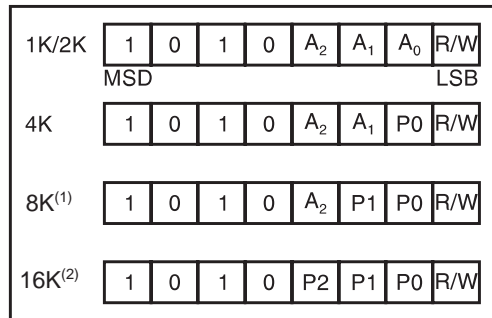 1K/2K 1 0 1 0 A₂ A₁ A₀ R/W
MSD LSB
4K 1 0 1 0 A₂ A₁ P0 R/W
8K⁽¹⁾ 1 0 1 0 A₂ P1 P0 R/W
16K⁽²⁾ 1 0 1 0 P2 P1 P0 R/W